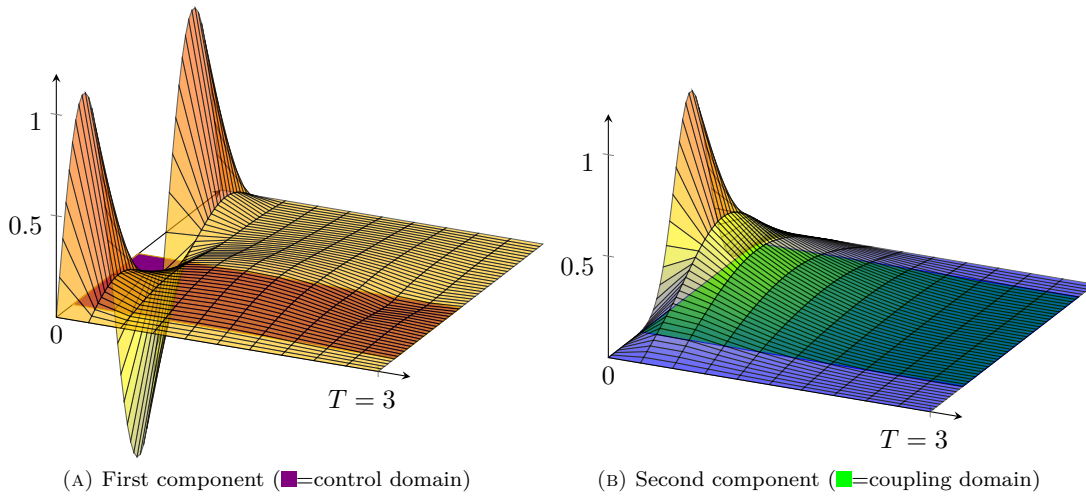 1
0.5
0
T = 3
1
0.5
0
T = 3
(A) First component (■=control domain)
(B) Second component (■=coupling domain)